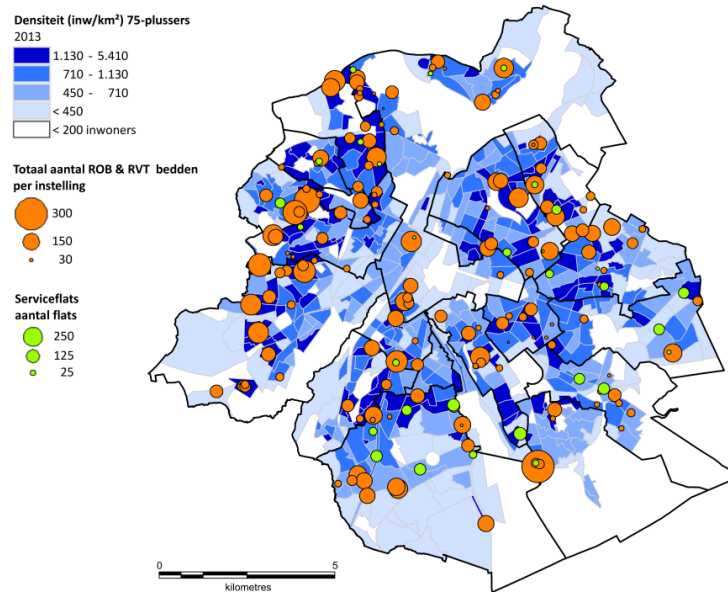 Densiteit (inw/km²) 75-plussers
2013
1.130 - 5.410
710 - 1.130
450 - 710
< 450
< 200 inwoners
Totaal aantal ROB & RVT bedden
per instelling
300
150
30
Serviceflats
aantal flats
250
125
25
0 5
kilometres